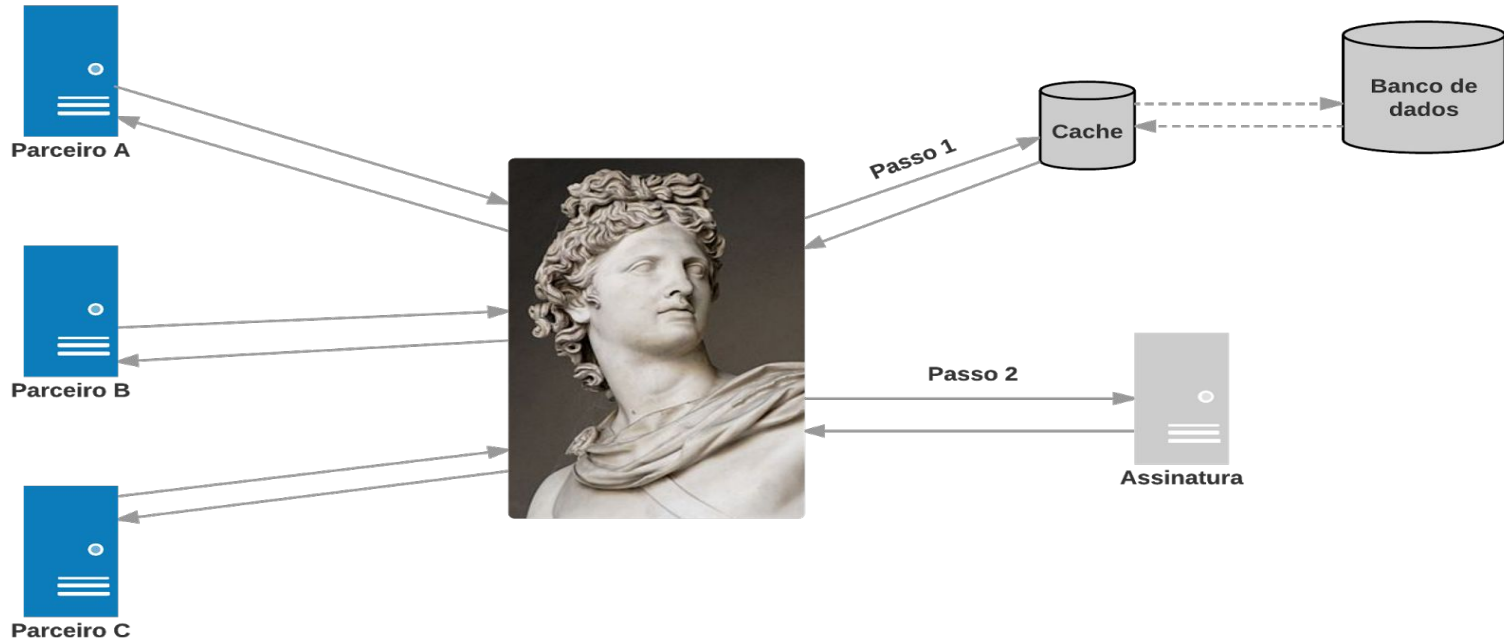 Parceiro A
Parceiro B
Parceiro C
Passo 1
Cache
Banco de
dados
Passo 2
Assinatura